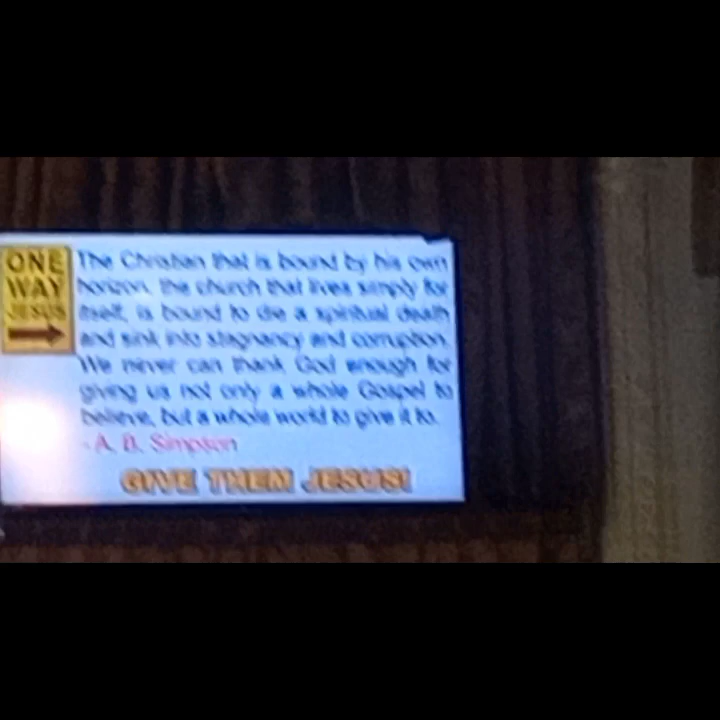 ONE
WAY
JESUS
The Christian that is bound by his own
horizon, the church that lives simply for
itself, is bound to die a spiritual death
and sink into stagnancy and corruption.
We never can thank God enough for
giving us not only a whole Gospel to
believe, but a whole world to give it to.
- A. B. Simpson
GIVE THEM JESUS!